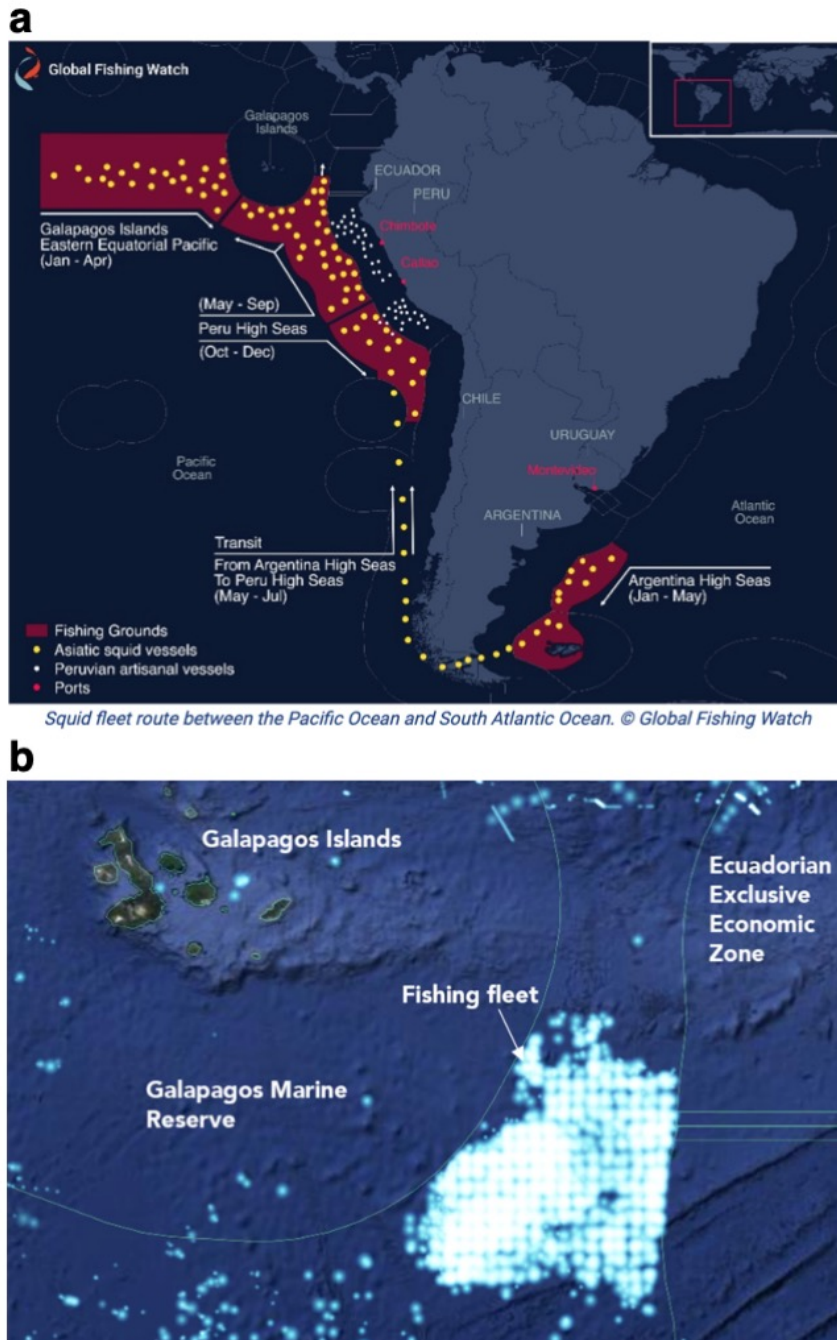 a
Global Fishing Watch
Galapagos
Islands
ECUADOR
PERU
Chimbote
Callao
Galapagos Islands
Eastern Equatorial Pacific
(Jan - Apr)
(May - Sep)
Peru High Seas
(Oct - Dec)
CHILE
URUGUAY
Pacific
Ocean
Montevideo
ARGENTINA
Atlantic
Ocean
Transit
From Argentina High Seas
To Peru High Seas
(May - Jul)
Argentina High Seas
(Jan - May)
Fishing Grounds
Asiatic squid vessels
Peruvian artisanal vessels
Ports
Squid fleet route between the Pacific Ocean and South Atlantic Ocean. © Global Fishing Watch
b
Galapagos Islands
Ecuadorian
Exclusive
Economic
Zone
Fishing fleet
Galapagos Marine
Reserve